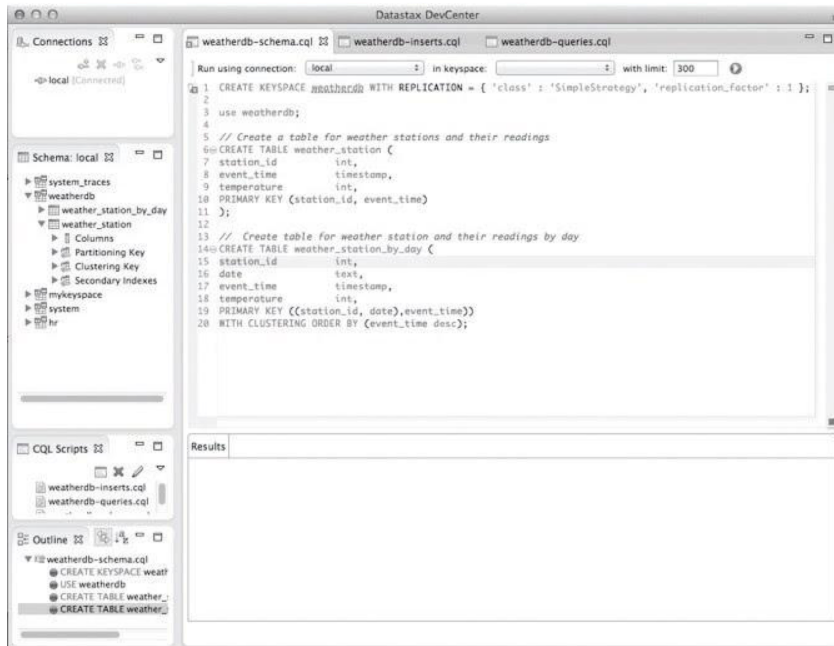 Datastax DevCenter
Connections
local [Connected]
Schema: local
system_traces
weatherdb
weather_station_by_day
weather_station
Columns
Partitioning Key
Clustering Key
Secondary Indexes
mykeyspace
system
hr
CQL Scripts
weatherdb-inserts.cql
weatherdb-queries.cql
Outline
weatherdb-schema.cql
CREATE KEYSPACE weath
USE weatherdb
CREATE TABLE weather_
CREATE TABLE weather_
weatherdb-schema.cql weatherdb-inserts.cql weatherdb-queries.cql
Run using connection: local in keyspace: with limit: 300
1 CREATE KEYSPACE weatherdb WITH REPLICATION = { 'class' : 'SimpleStrategy', 'replication_factor' : 1 };
2
3 use weatherdb;
4
5 // Create a table for weather stations and their readings
6 CREATE TABLE weather_station (
7 station_id int,
8 event_time timestamp,
9 temperature int,
10 PRIMARY KEY (station_id, event_time)
11 );
12
13 // Create table for weather station and their readings by day
14 CREATE TABLE weather_station_by_day (
15 station_id int,
16 date text,
17 event_time timestamp,
18 temperature int,
19 PRIMARY KEY ((station_id, date),event_time))
20 WITH CLUSTERING ORDER BY (event_time desc);
Results